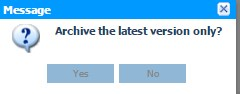 Message
Archive the latest version only?
Yes
No